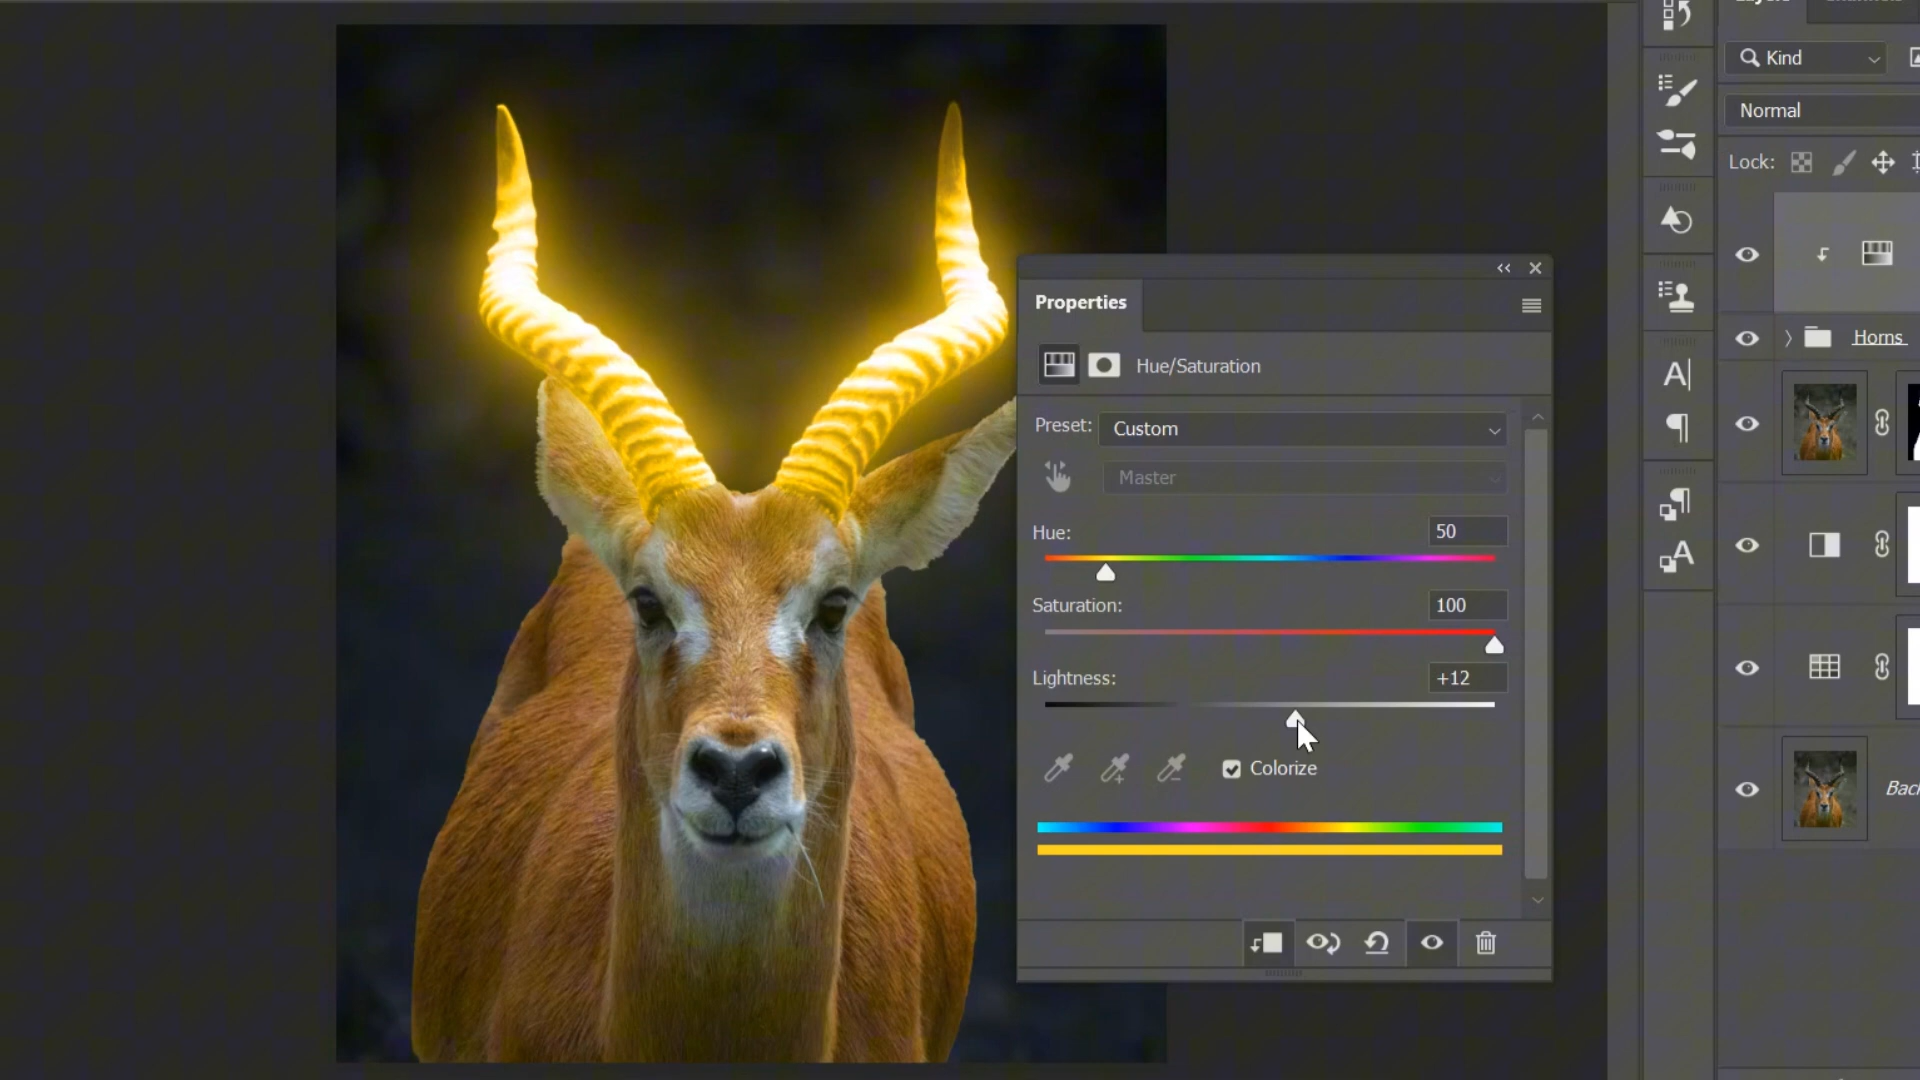 Kind
Normal
Lock:
Properties
Horns
Hue/Saturation
Preset: Custom
Master
Hue: 50
Saturation: 100
Lightness: +12
Colorize